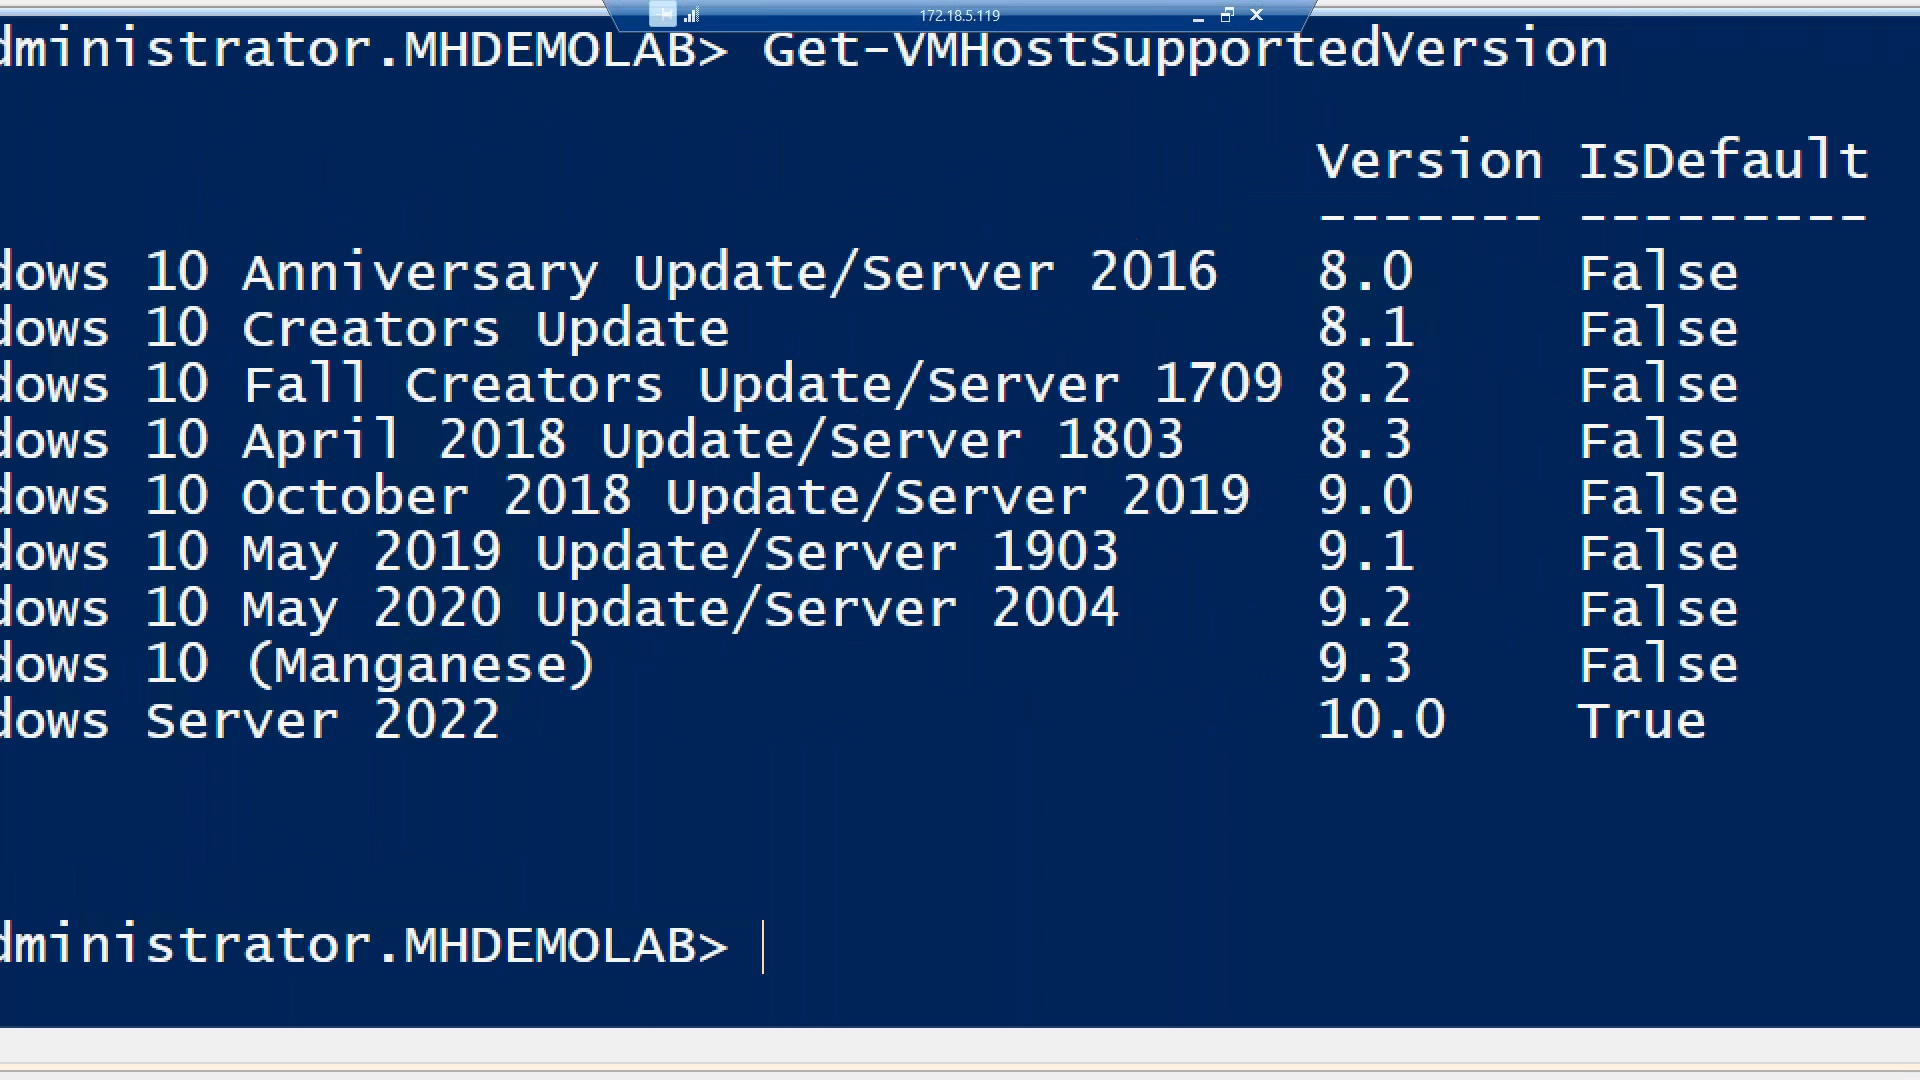 172.18.5.119
dministrator.MHDEMOLAB> Get-VMHostSupportedVersion
Version IsDefault
------- ---------
dows 10 Anniversary Update/Server 2016 8.0 False
dows 10 Creators Update 8.1 False
dows 10 Fall Creators Update/Server 1709 8.2 False
dows 10 April 2018 Update/Server 1803 8.3 False
dows 10 October 2018 Update/Server 2019 9.0 False
dows 10 May 2019 Update/Server 1903 9.1 False
dows 10 May 2020 Update/Server 2004 9.2 False
dows 10 (Manganese) 9.3 False
dows Server 2022 10.0 True
dministrator.MHDEMOLAB>